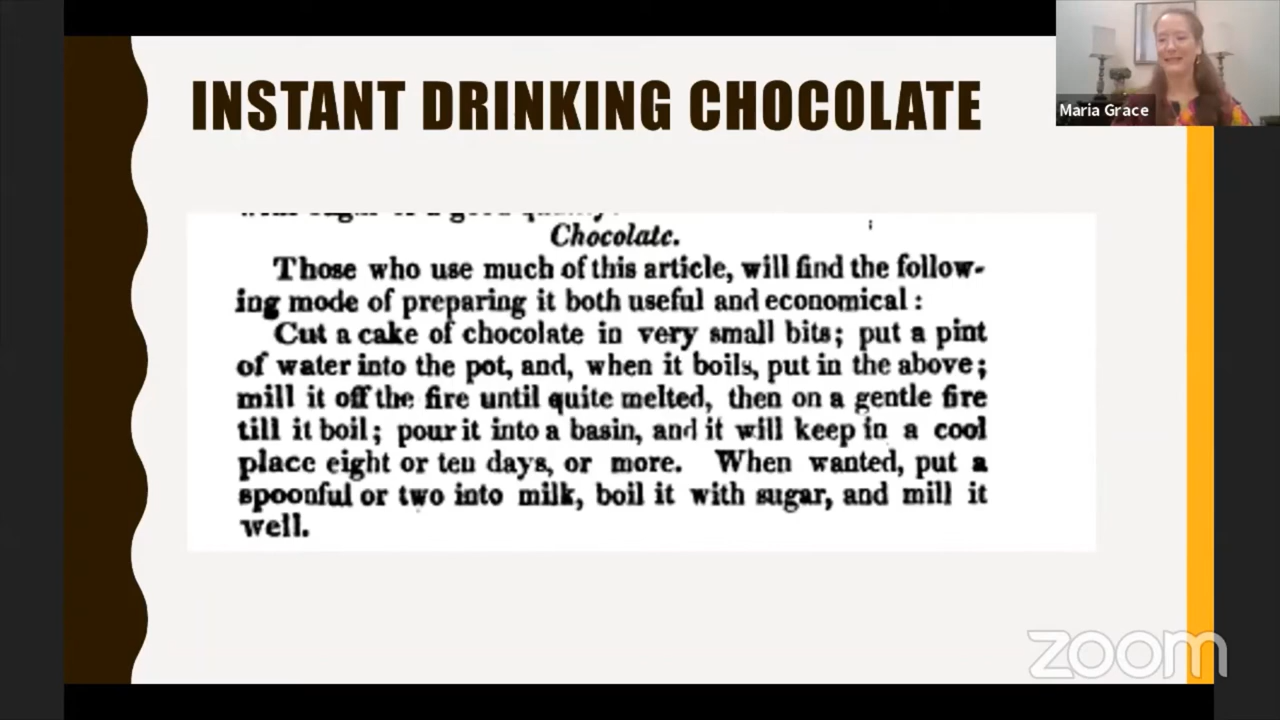 INSTANT DRINKING CHOCOLATE
Maria Grace
Chocolate.
Those who use much of this article, will find the follow-
ing mode of preparing it both useful and economical :
Cut a cake of chocolate in very small bits; put a pint
of water into the pot, and, when it boils, put in the above;
mill it off the fire until quite melted, then on a gentle fire
till it boil; pour it into a basin, and it will keep in a cool
place eight or ten days, or more. When wanted, put a
spoonful or two into milk, boil it with sugar, and mill it
well.
zoom